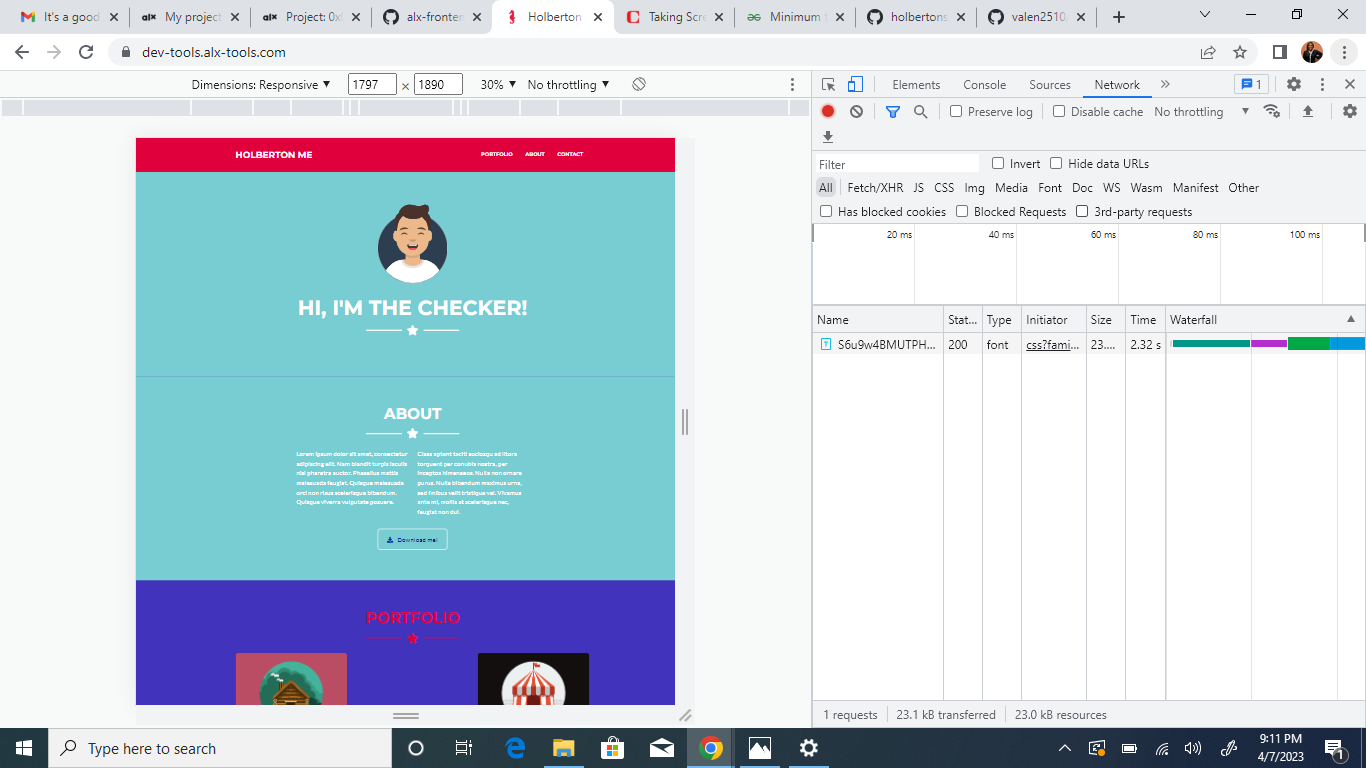 It's a good
My project
Project: 0x
alx-fronter
Holberton
Taking Scre
Minimum
holbertons
valen2510
dev-tools.alx-tools.com
Dimensions: Responsive ▼ 1797 × 1890 30% ▼ No throttling ▼
Elements Console Sources Network » 1
Preserve log Disable cache No throttling ▼
Filter Invert Hide data URLs
All Fetch/XHR JS CSS Img Media Font Doc WS Wasm Manifest Other
Has blocked cookies Blocked Requests 3rd-party requests
20 ms 40 ms 60 ms 80 ms 100 ms
Name Stat... Type Initiator Size Time Waterfall
S6u9w4BMUTPH... 200 font css?fami... 23.... 2.32 s
1 requests 23.1 kB transferred 23.0 kB resources
HOLBERTON ME PORTFOLIO ABOUT CONTACT
HI, I'M THE CHECKER!
ABOUT
Lorem ipsum dolor sit amet, consectetur
adipiscing elit. Nam blandit turpis iaculis
nisi pharetra auctor. Phasellus mattis
malesuada feugiat. Quisque malesuada
orci non risus scelerisque bibendum.
Quisque viverra vulputate posuere.
Class aptent taciti sociosqu ad litora
torquent per conubia nostra, per
inceptos himenaeos. Nulla non ornare
purus. Nulla bibendum maximus urna,
sed finibus velit tristique vel. Vivamus
ante mi, mollis at scelerisque nec,
feugiat non dui.
Download me!
PORTFOLIO
Type here to search
9:11 PM
4/7/2023
1